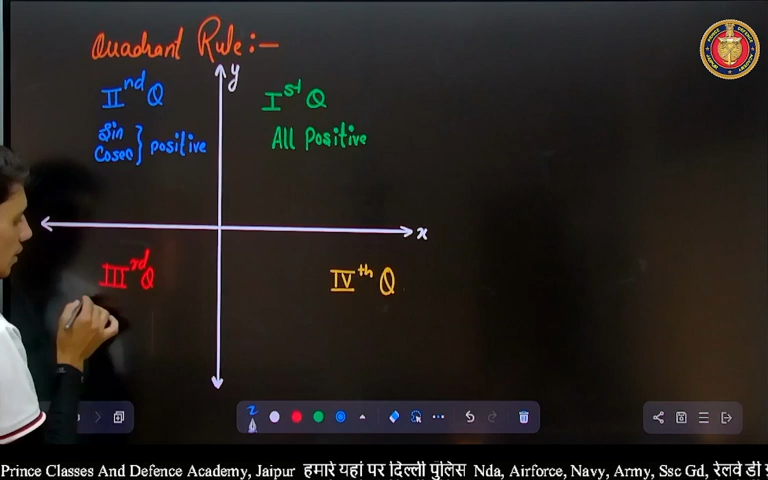 Quadrant Rule:-
y
IInd Q
Ist Q
Sin
Cosec } positive
All Positive
x
IIIrd Q
IVth Q
Prince Classes And Defence Academy, Jaipur हमारे यहां पर दिल्ली पुलिस Nda, Airforce, Navy, Army, Ssc Gd, रेलवे डी